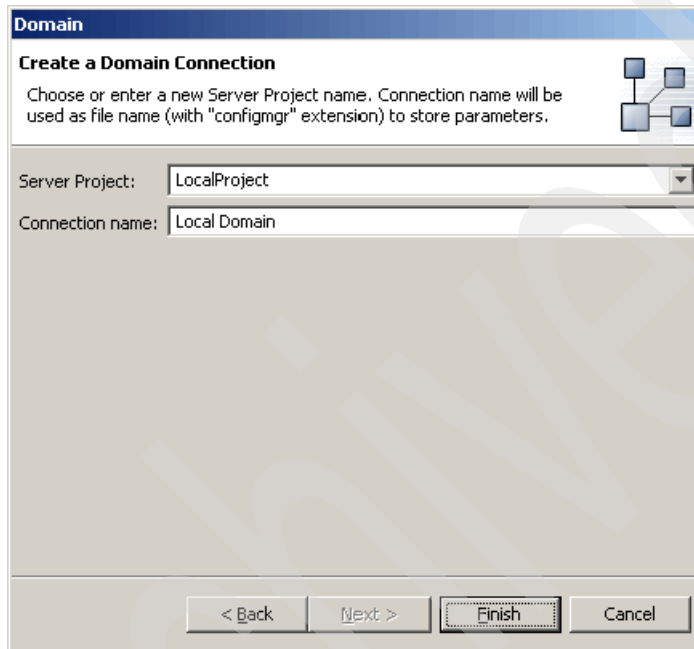 Domain
Create a Domain Connection
Choose or enter a new Server Project name. Connection name will be
used as file name (with "configmgr" extension) to store parameters.
Server Project: LocalProject
Connection name: Local Domain
< Back Next > Finish Cancel